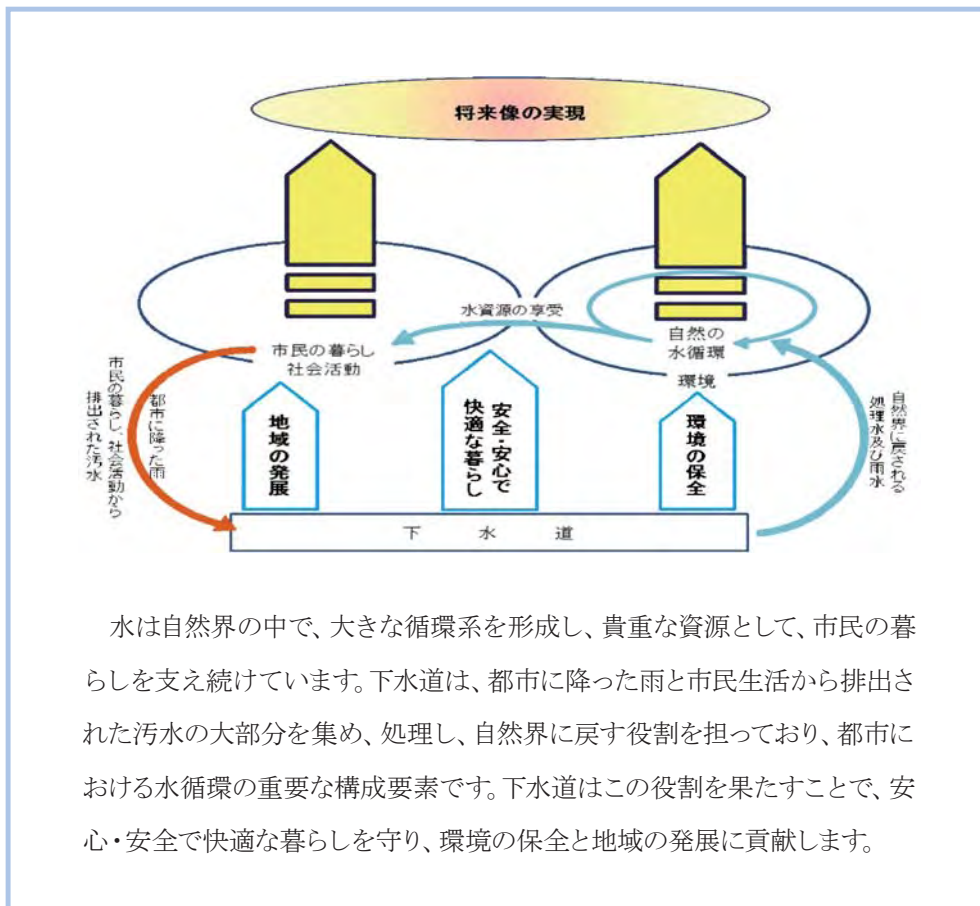 将来像の実現
水資源の享受
市民の暮らし
社会活動
自然の
水循環
環境
市民の暮らし、社会活動から
排出された汚水
都市に降った雨
地域の発展
安全・安心で
快適な暮らし
環境の保全
自然界に戻される
処理水及び雨水
下水道
水は自然界の中で、大きな循環系を形成し、貴重な資源として、市民の暮
らしを支え続けています。下水道は、都市に降った雨と市民生活から排出さ
れた汚水の大部分を集め、処理し、自然界に戻す役割を担っており、都市に
おける水循環の重要な構成要素です。下水道はこの役割を果たすことで、安
心・安全で快適な暮らしを守り、環境の保全と地域の発展に貢献します。